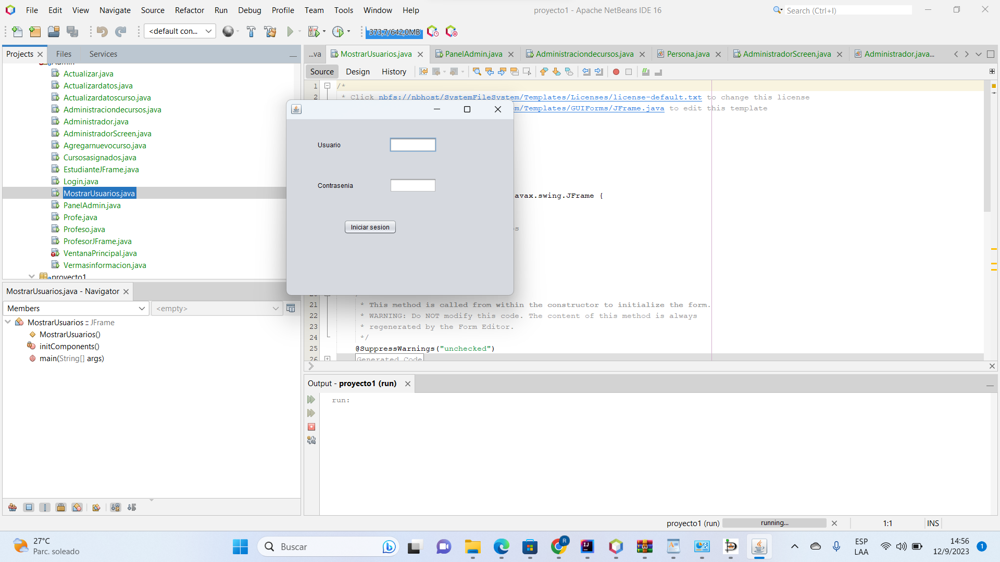 File Edit View Navigate Source Refactor Run Debug Profile Team Tools Window Help
proyecto1 - Apache NetBeans IDE 16
Search (Ctrl+I)
<default con...
373,7/642,0MB
Projects Files Services
...va MostrarUsuarios.java PanelAdmin.java Administraciondecursos.java Persona.java AdministradorScreen.java Administrador.java...
Source Design History
Admin
Actualizar.java
Actualizardatos.java
Actualizardatoscurso.java
Administraciondecursos.java
Administrador.java
AdministradorScreen.java
Agregarnuevocurso.java
Cursosasignados.java
EstudianteJFrame.java
Login.java
MostrarUsuarios.java
PanelAdmin.java
Profe.java
Profeso.java
ProfesorJFrame.java
VentanaPrincipal.java
Vermasinformacion.java
proyecto1
1 /*
2 * Click nbfs://nbhost/SystemFileSystem/Templates/Licenses/license-default.txt to change this license
m/Templates/GUIForms/JFrame.java to edit this template
avax.swing.JFrame {
s
Usuario
Contrasenia
Iniciar sesion
21 * This method is called from within the constructor to initialize the form.
22 * WARNING: Do NOT modify this code. The content of this method is always
23 * regenerated by the Form Editor.
24 */
25 @SuppressWarnings("unchecked")
26 Generated Code
MostrarUsuarios.java - Navigator
Members
<empty>
MostrarUsuarios :: JFrame
MostrarUsuarios()
initComponents()
main(String[] args)
Output - proyecto1 (run)
run:
proyecto1 (run) running... 1:1 INS
27°C
Parc. soleado
Buscar
ESP
LAA
14:56
12/9/2023
1